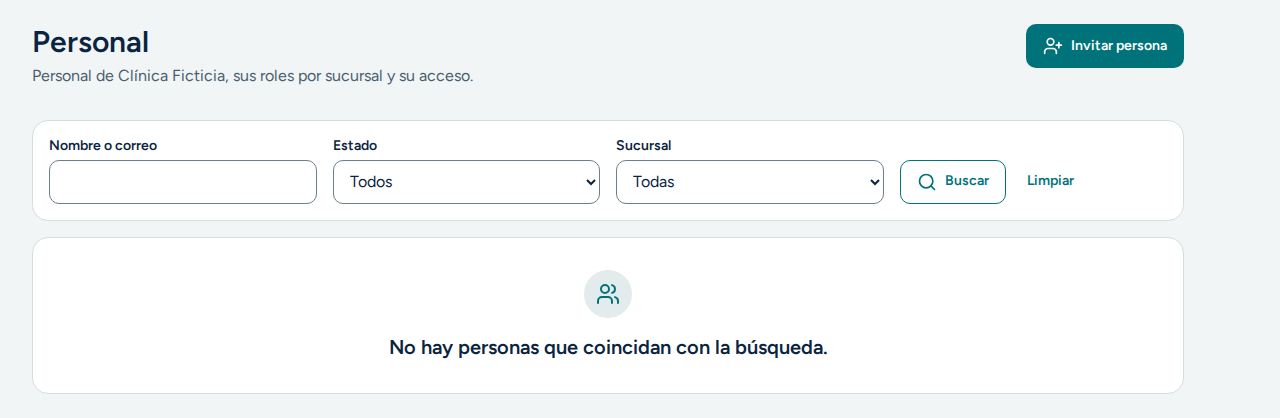 Personal
Invitar persona
Personal de Clínica Ficticia, sus roles por sucursal y su acceso.
Nombre o correo
Estado
Sucursal
Todos
Todas
Buscar
Limpiar
No hay personas que coincidan con la búsqueda.